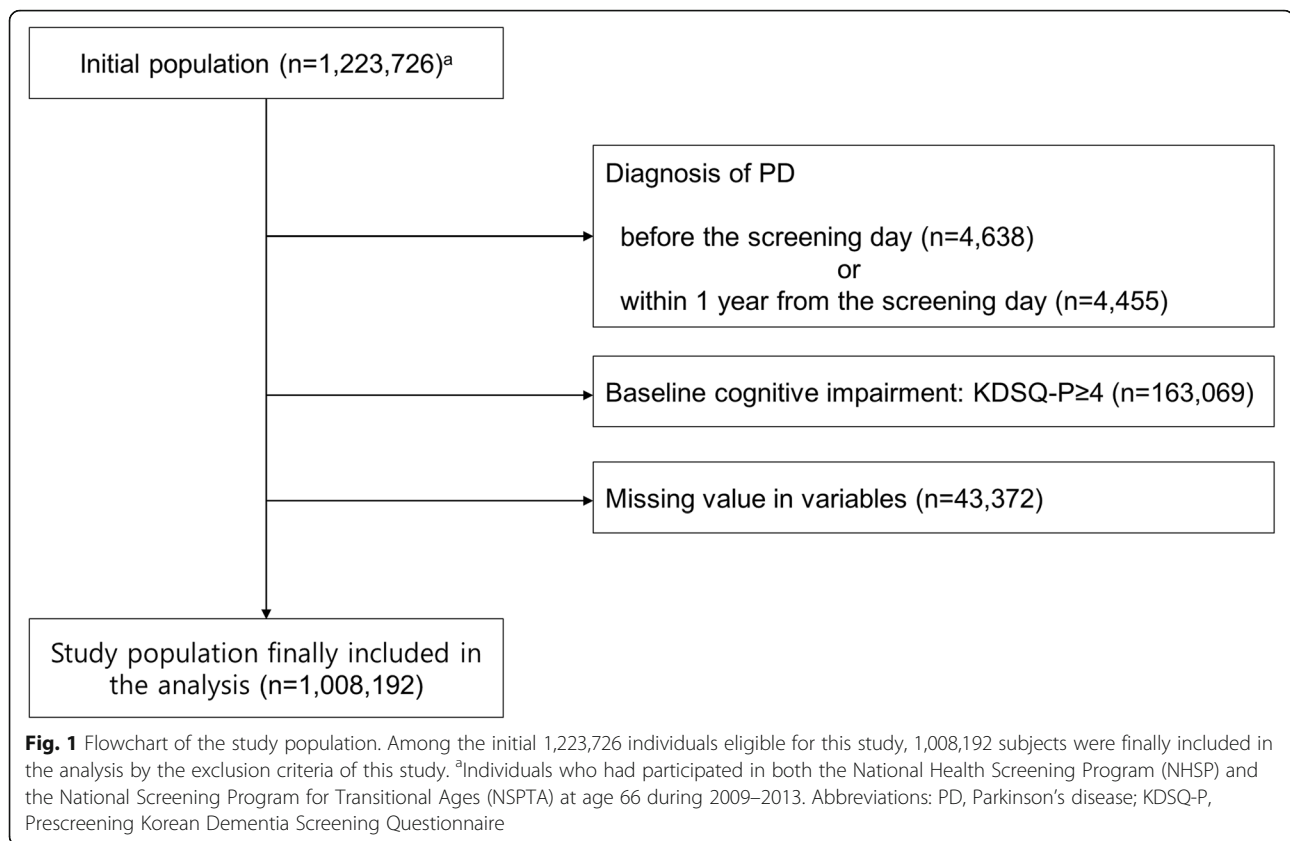 Initial population (n=1,223,726)ᵃ
Diagnosis of PD
before the screening day (n=4,638)
or
within 1 year from the screening day (n=4,455)
Baseline cognitive impairment: KDSQ-P≥4 (n=163,069)
Missing value in variables (n=43,372)
Study population finally included in
the analysis (n=1,008,192)
Fig. 1 Flowchart of the study population. Among the initial 1,223,726 individuals eligible for this study, 1,008,192 subjects were finally included in
the analysis by the exclusion criteria of this study. ᵃIndividuals who had participated in both the National Health Screening Program (NHSP) and
the National Screening Program for Transitional Ages (NSPTA) at age 66 during 2009–2013. Abbreviations: PD, Parkinson's disease; KDSQ-P,
Prescreening Korean Dementia Screening Questionnaire